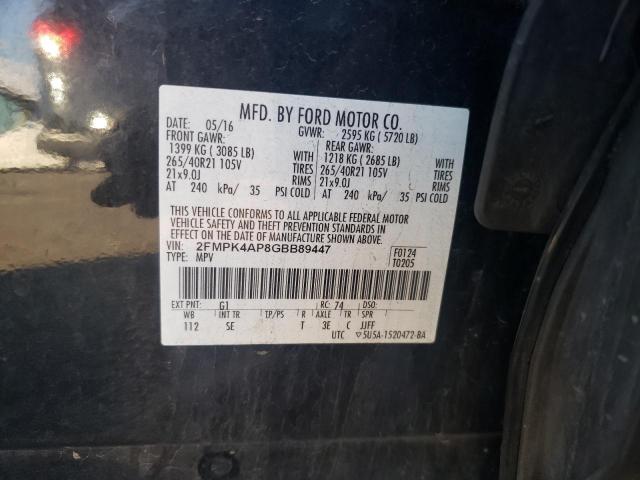 MFD. BY FORD MOTOR CO.
DATE: 05/16 GVWR: 2595 KG ( 5720 LB)
FRONT GAWR: REAR GAWR:
1399 KG ( 3085 LB) WITH 1218 KG ( 2685 LB) WITH
265/40R21 105V TIRES 265/40R21 105V TIRES
21x9.0J RIMS 21x9.0J RIMS
AT 240 kPa/ 35 PSI COLD AT 240 kPa/ 35 PSI COLD
THIS VEHICLE CONFORMS TO ALL APPLICABLE FEDERAL MOTOR
VEHICLE SAFETY AND THEFT PREVENTION STANDARDS IN
EFFECT ON THE DATE OF MANUFACTURE SHOWN ABOVE.
VIN: 2FMPK4AP8GBB89447 F0124
TYPE: MPV T0205
EXT PNT: G1 RC: 74 DSO:
WB INT TR TP/PS R AXLE TR SPR
112 SE T 3E C JJFF
UTC ▽5U5A-1520472-BA